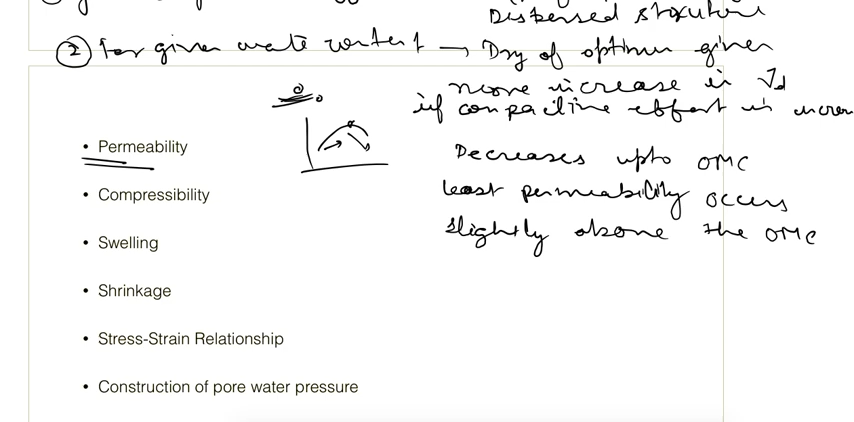 Dispersed structure
② For given water content → Dry of optimum given
more increase in γd
if compactive effort is increa
• Permeability
Decreases upto OMC
• Compressibility
least permeability occurs
• Swelling
slightly above the OMC
• Shrinkage
• Stress-Strain Relationship
• Construction of pore water pressure